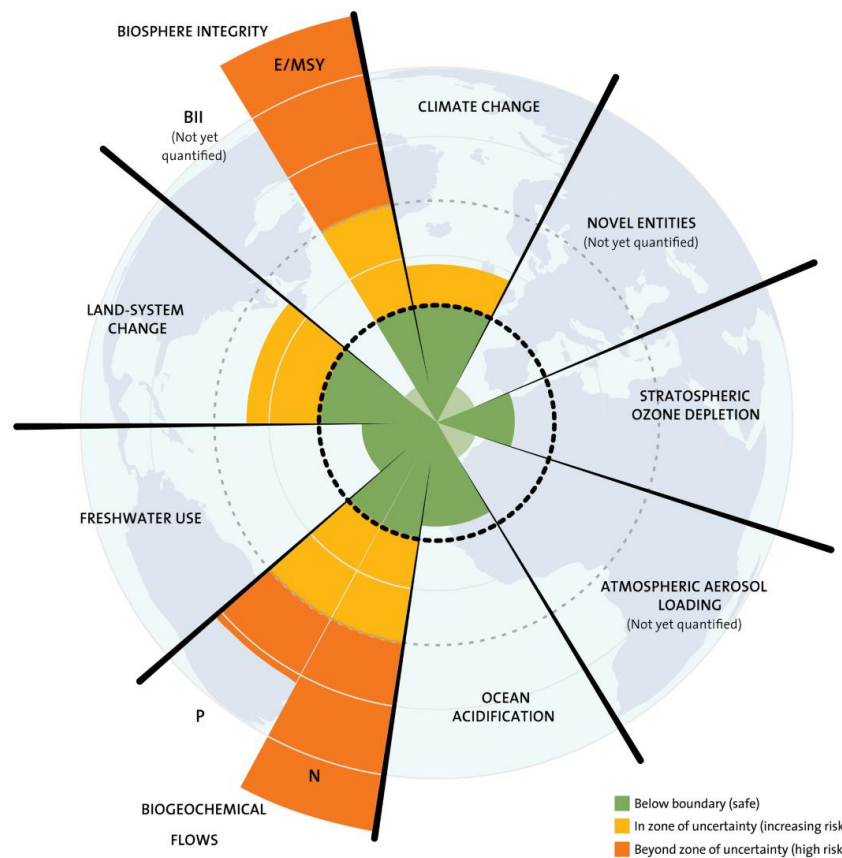 BIOSPHERE INTEGRITY
E/MSY
BII
(Not yet
quantified)
CLIMATE CHANGE
NOVEL ENTITIES
(Not yet quantified)
LAND-SYSTEM
CHANGE
STRATOSPHERIC
OZONE DEPLETION
FRESHWATER USE
ATMOSPHERIC AEROSOL
LOADING
(Not yet quantified)
P
N
OCEAN
ACIDIFICATION
BIOGEOCHEMICAL
FLOWS
Below boundary (safe)
In zone of uncertainty (increasing risk
Beyond zone of uncertainty (high risk